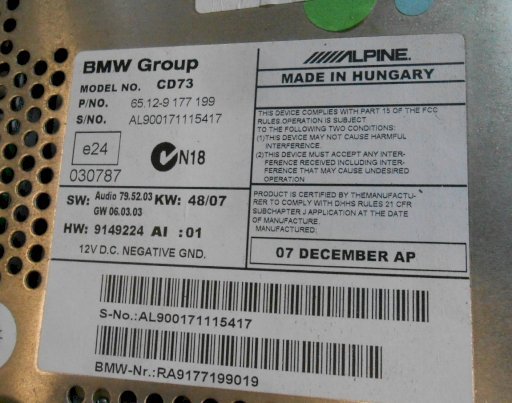 BMW Group
MODEL NO. CD73
P/NO. 65.12-9 177 199
S/NO. AL900171115417
e24
N18
030787
SW: Audio 79.52.03 KW: 48/07
GW 06.03.03
HW: 9149224 AI : 01
12V D.C. NEGATIVE GND.
ALPINE.
MADE IN HUNGARY
THIS DEVICE COMPLIES WITH PART 15 OF THE FCC
RULES.OPERATION IS SUBJECT
TO THE FOLLOWING TWO CONDITIONS:
(1)THIS DEVICE MAY NOT CAUSE HARMFUL
INTERFERENCE.
(2)THIS DEVICE MUST ACCEPT ANY INTER-
FERENCE RECEIVED INCLUDING INTER-
FERENCE THAT MAY CAUSE UNDESIRED
OPERATION
PRODUCT IS CERTIFIED BY THEMANUFACTU-
RER TO COMPLY WITH DHHS RULES 21 CFR
SUBCHAPTER J APPLICATION AT THE DATE
OF MANUFACTURE.
MANUFACTURED:
07 DECEMBER AP
S-No.:AL900171115417
BMW-Nr.:RA9177199019